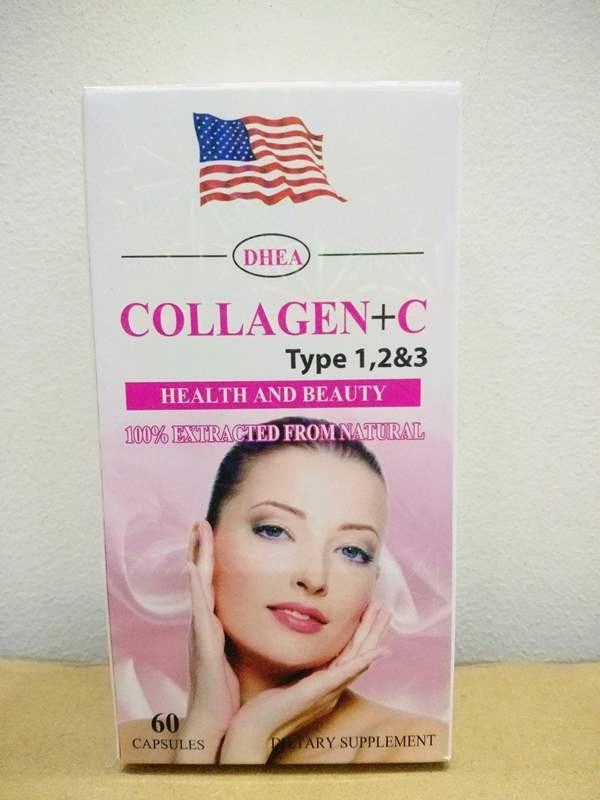 DHEA
COLLAGEN+C
Type 1,2&3
HEALTH AND BEAUTY
100% EXTRACTED FROM NATURAL
60
CAPSULES
DIETARY SUPPLEMENT